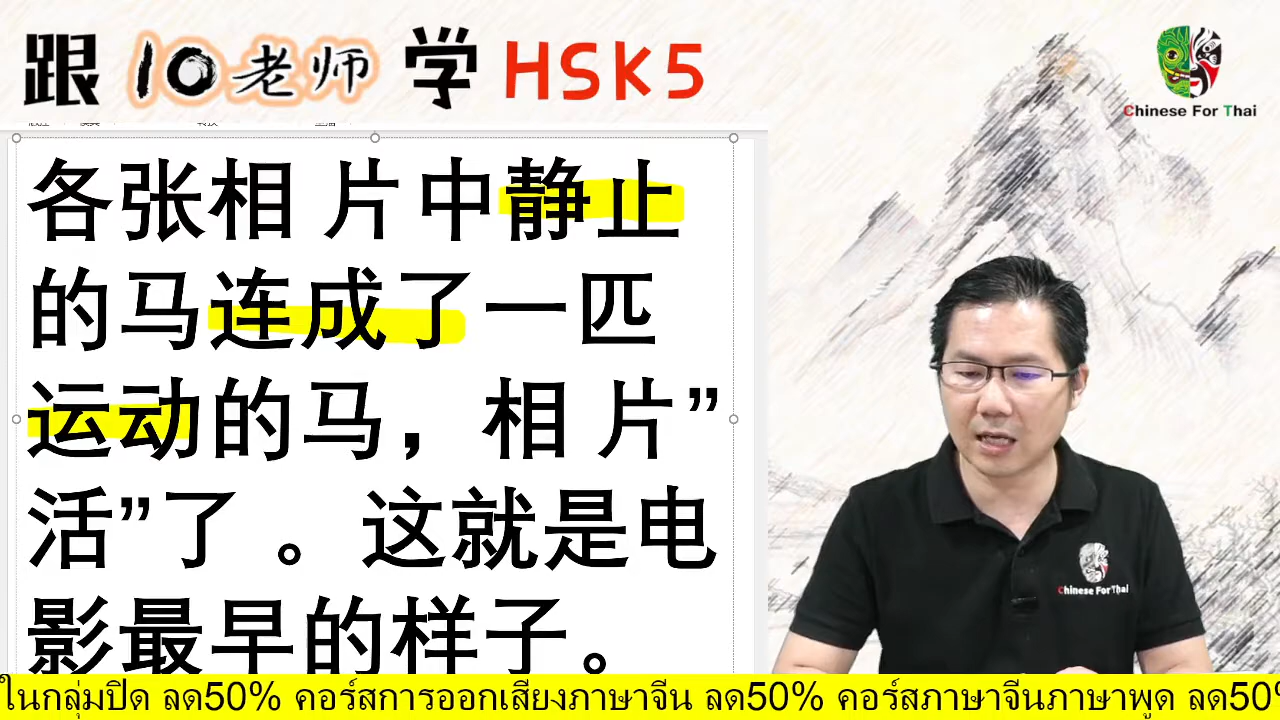 跟10老师学HSK5
Chinese For Thai
各张相 片中静止
的马连成了一匹
运动的马，相 片”
活”了 。这就是电
影最早的样子。
Chinese For Thai
ในกลุ่มปิด ลด50% คอร์สการออกเสียงภาษาจีน ลด50% คอร์สภาษาจีนภาษาพูด ลด50%